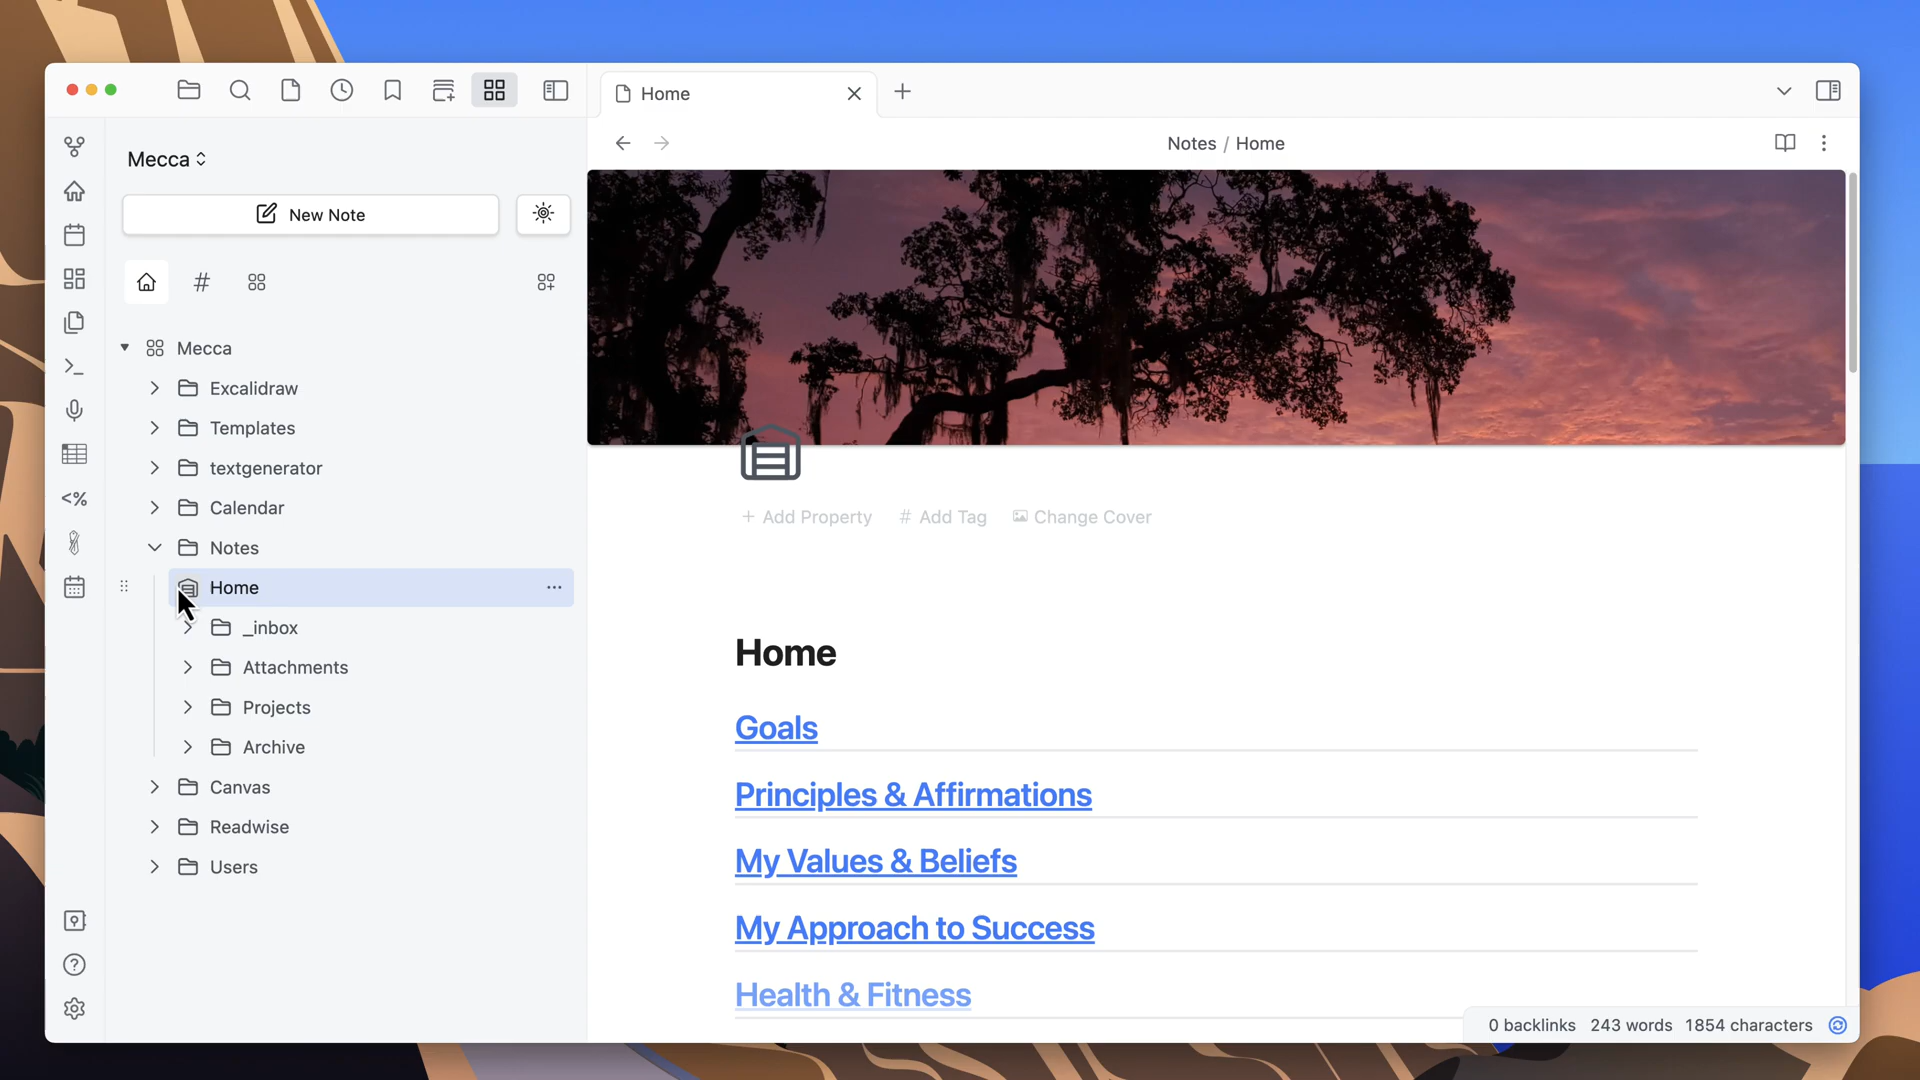 Home
Notes / Home
Mecca
New Note
Mecca
Excalidraw
Templates
textgenerator
Calendar
Notes
Home
_inbox
Attachments
Projects
Archive
Canvas
Readwise
Users
+ Add Property # Add Tag Change Cover
Home
Goals
Principles & Affirmations
My Values & Beliefs
My Approach to Success
Health & Fitness
0 backlinks 243 words 1854 characters